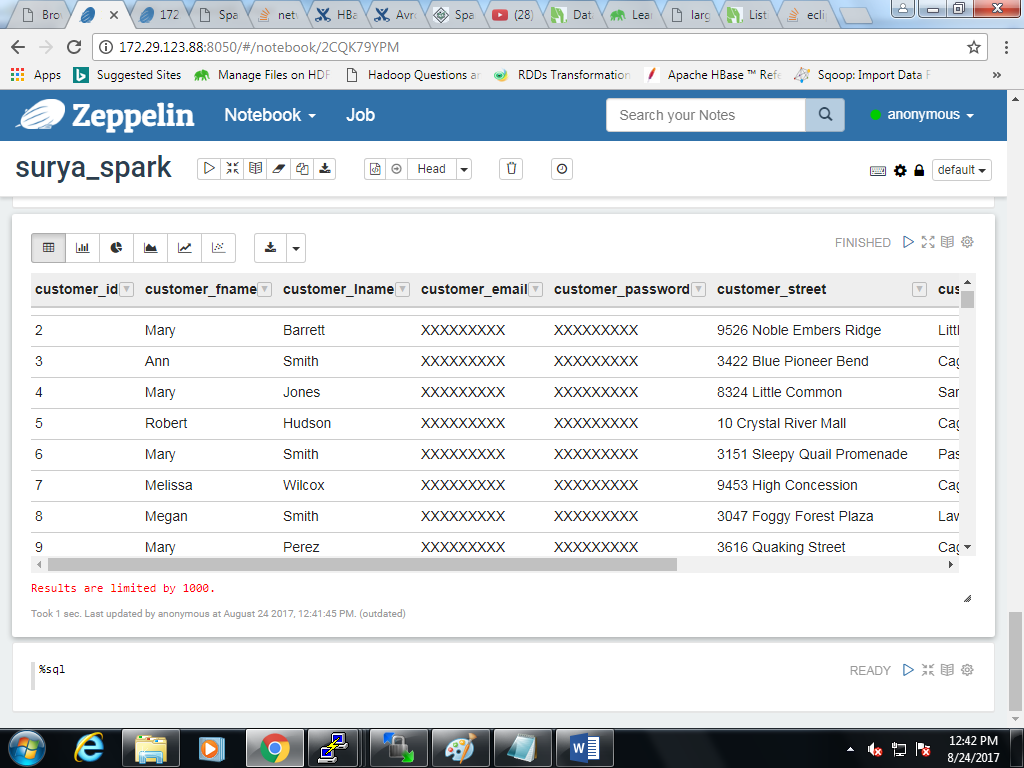 Bro
172
Spa
netw
HBa
Avro
Spa
(28)
Dat
Lea
larg
List
ecli
172.29.123.88:8050/#/notebook/2CQK79YPM
Apps Suggested Sites Manage Files on HDF Hadoop Questions an RDDs Transformation Apache HBase ™ Refe Sqoop: Import Data F »
Zeppelin Notebook Job Search your Notes anonymous
surya_spark Head default
FINISHED
customer_id customer_fname customer_lname customer_email customer_password customer_street cus
2 Mary Barrett XXXXXXXXX XXXXXXXXX 9526 Noble Embers Ridge Littl
3 Ann Smith XXXXXXXXX XXXXXXXXX 3422 Blue Pioneer Bend Cag
4 Mary Jones XXXXXXXXX XXXXXXXXX 8324 Little Common San
5 Robert Hudson XXXXXXXXX XXXXXXXXX 10 Crystal River Mall Cag
6 Mary Smith XXXXXXXXX XXXXXXXXX 3151 Sleepy Quail Promenade Pas
7 Melissa Wilcox XXXXXXXXX XXXXXXXXX 9453 High Concession Cag
8 Megan Smith XXXXXXXXX XXXXXXXXX 3047 Foggy Forest Plaza Law
9 Mary Perez XXXXXXXXX XXXXXXXXX 3616 Quaking Street Cag
Results are limited by 1000.
Took 1 sec. Last updated by anonymous at August 24 2017, 12:41:45 PM. (outdated)
%sql READY
12:42 PM
8/24/2017